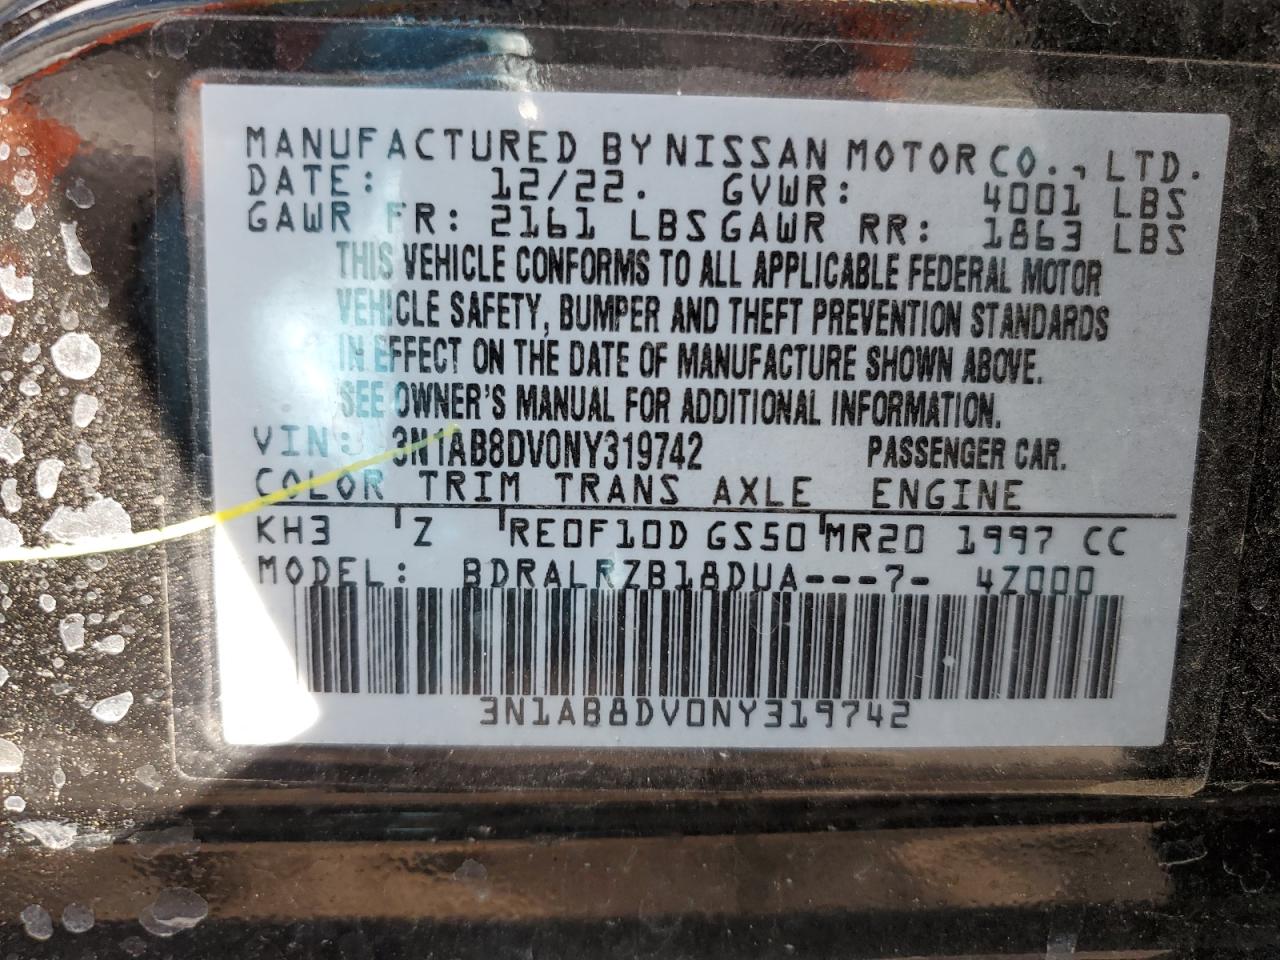 MANUFACTURED BY NISSAN MOTOR CO., LTD.
DATE: 12/22. GVWR: 4001 LBS
GAWR FR: 2161 LBS GAWR RR: 1863 LBS
THIS VEHICLE CONFORMS TO ALL APPLICABLE FEDERAL MOTOR
VEHICLE SAFETY, BUMPER AND THEFT PREVENTION STANDARDS
IN EFFECT ON THE DATE OF MANUFACTURE SHOWN ABOVE.
SEE OWNER'S MANUAL FOR ADDITIONAL INFORMATION.
VIN: 3N1AB8DV0NY319742 PASSENGER CAR.
COLOR TRIM TRANS AXLE ENGINE
KH3 Z RE0F10D GS50 MR20 1997 CC
MODEL: BDRALRZB18DUA---7- 4Z000
3N1AB8DV0NY319742